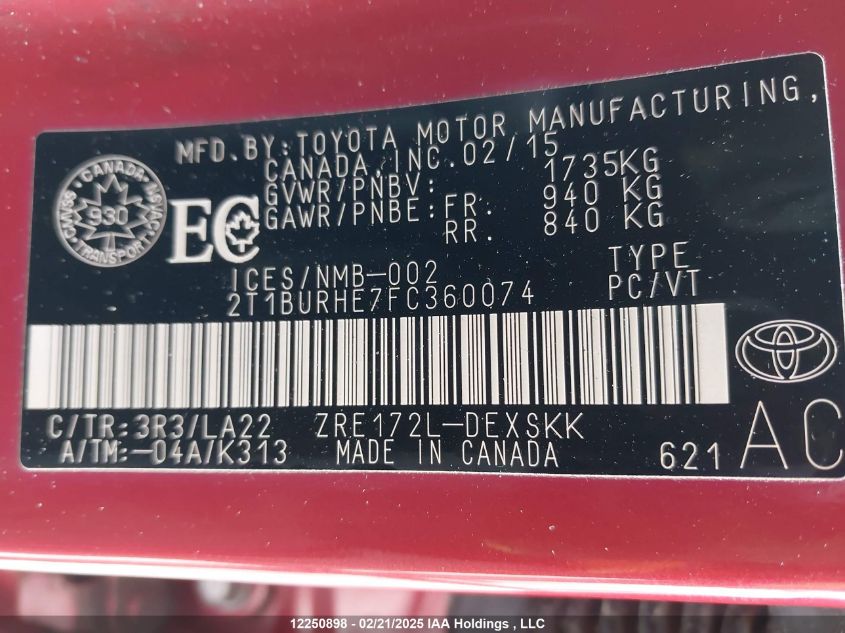 MFD.BY:TOYOTA MOTOR MANUFACTURING,
CANADA,INC.02/15
GVWR/PNBV: 1735KG
GAWR/PNBE:FR. 940 KG
RR. 840 KG
CANADA
930
TRANSPORT
EC
ICES/NMB-002
TYPE
2T1BURHE7FC360074
PC/VT
C/TR:3R3/LA22 ZRE172L-DEXSKK
A/TM:-04A/K313 MADE IN CANADA
621 AC
12250898 - 02/21/2025 IAA Holdings , LLC